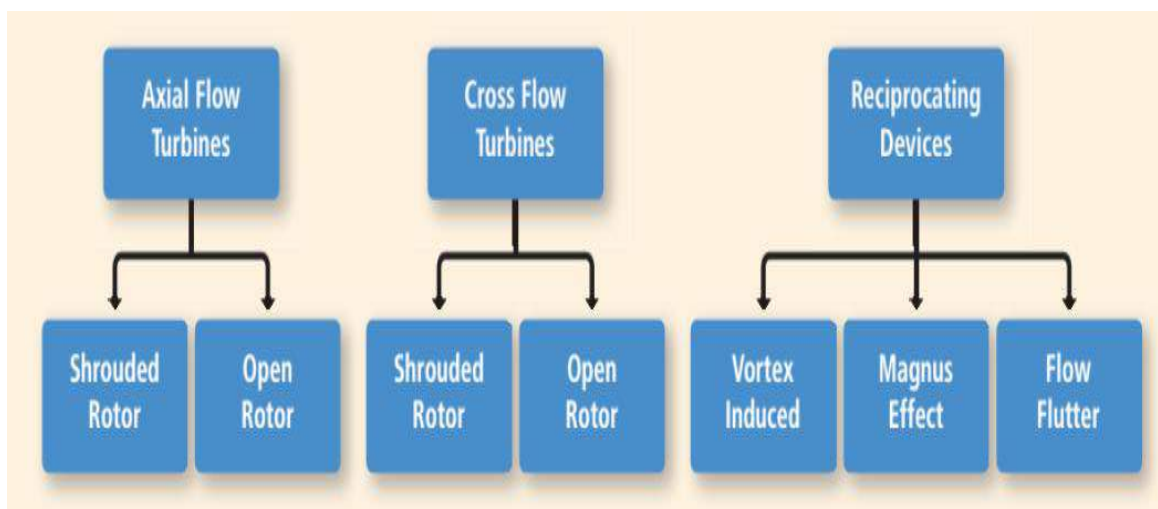 Axial Flow
Turbines
Cross Flow
Turbines
Reciprocating
Devices
Shrouded
Rotor
Open
Rotor
Shrouded
Rotor
Open
Rotor
Vortex
Induced
Magnus
Effect
Flow
Flutter